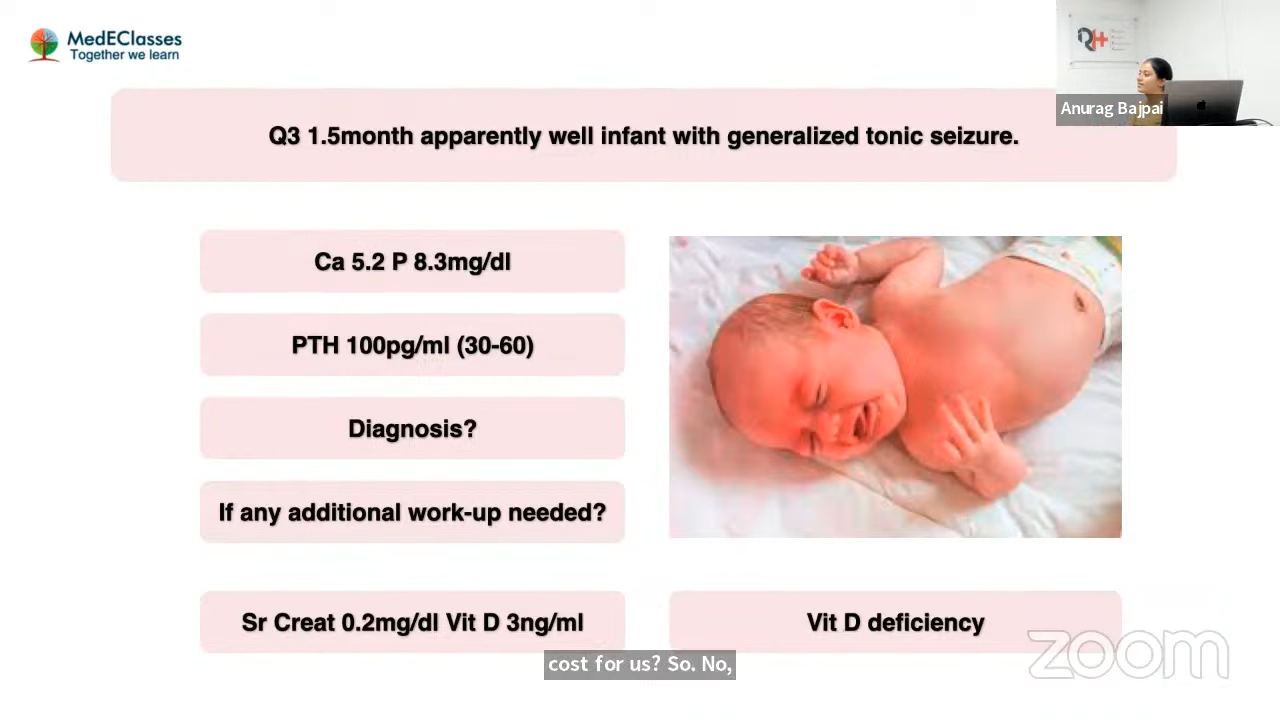 MedEClasses
Together we learn
Anurag Bajpai
Q3 1.5month apparently well infant with generalized tonic seizure.
Ca 5.2 P 8.3mg/dl
PTH 100pg/ml (30-60)
Diagnosis?
If any additional work-up needed?
Sr Creat 0.2mg/dl Vit D 3ng/ml
Vit D deficiency
zoom
cost for us? So. No,